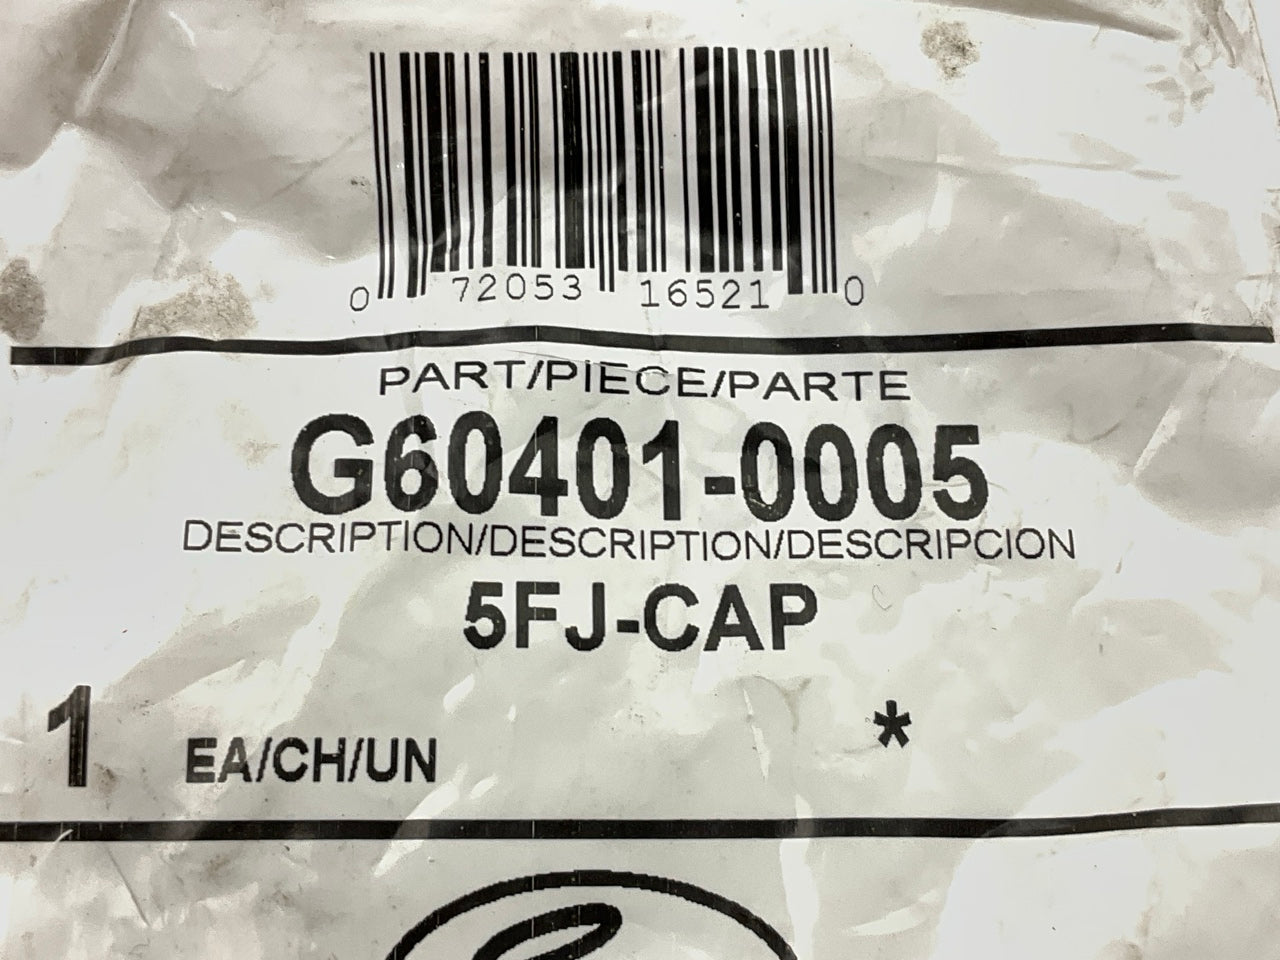 0 72053 16521 0
PART/PIECE/PARTE
G60401-0005
DESCRIPTION/DESCRIPTION/DESCRIPCION
5FJ-CAP
1 EA/CH/UN *